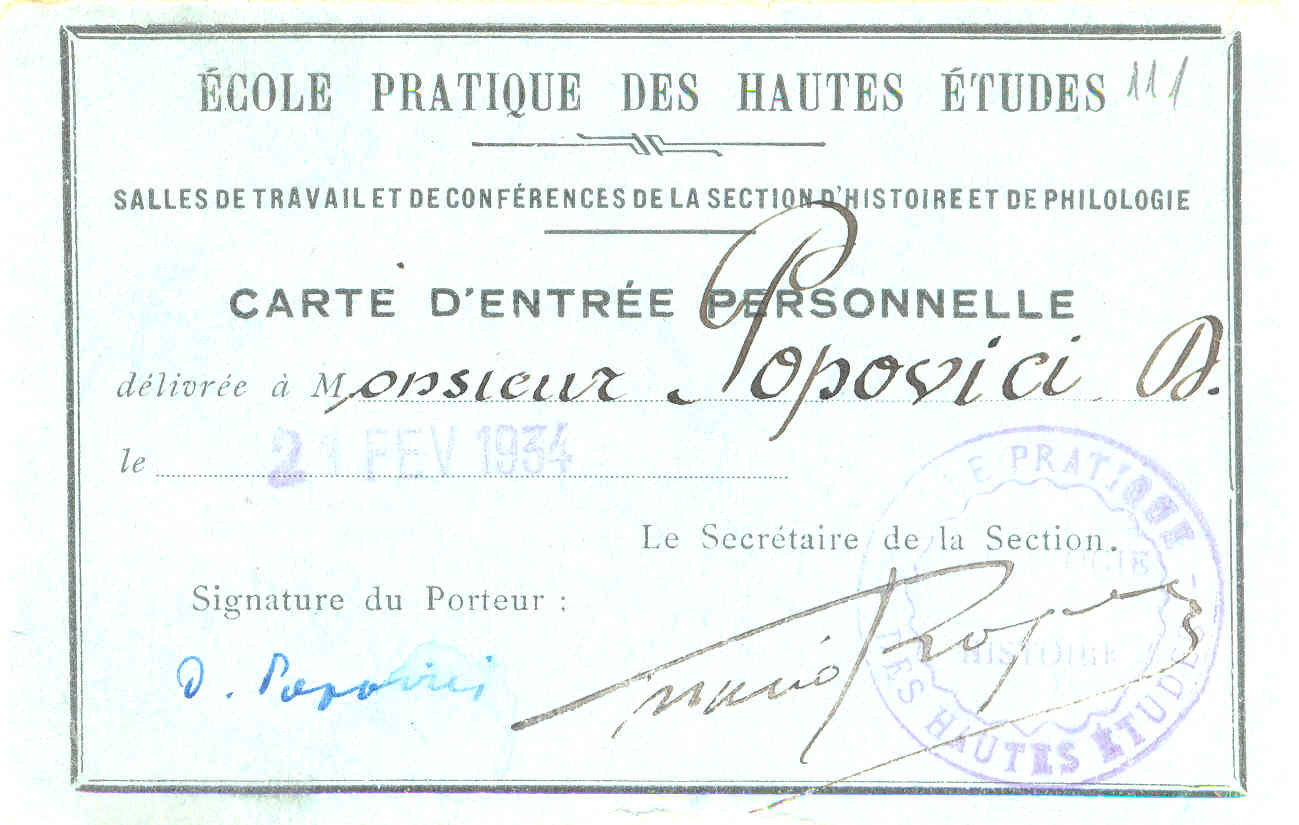 ÉCOLE PRATIQUE DES HAUTES ÉTUDES 111
SALLES DE TRAVAIL ET DE CONFÉRENCES DE LA SECTION D'HISTOIRE ET DE PHILOLOGIE
CARTE D'ENTRÉE PERSONNELLE
délivrée à Monsieur Popovici D.
le 21 FEV 1934
Le Secrétaire de la Section.
Signature du Porteur :
D. Popovici
LE PRATIQUE DES HAUTES ÉTUDES
HISTOIRE